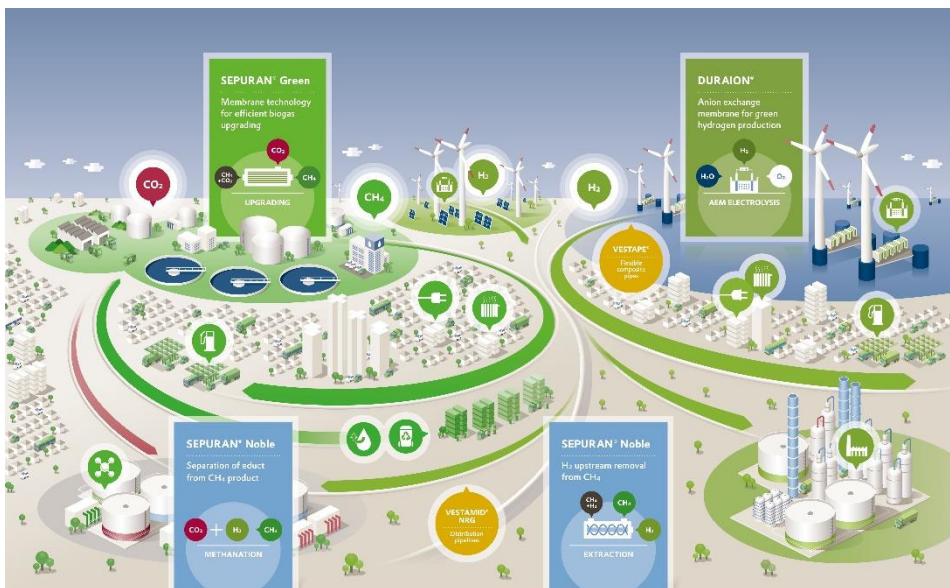 SEPURAN® Green
Membrane technology
for efficient biogas
upgrading
CO₂
CH₄
+CO₂
CH₄
UPGRADING
DURAION®
Anion exchange
membrane for green
hydrogen production
H₂
H₂O
O₂
AEM ELECTROLYSIS
CO₂
CH₄
H₂
H₂
VESTAPE®
Flexible
composite
pipes
SEPURAN® Noble
Separation of educt
from CH₄ product
CO₂ + H₂ CH₄
METHANATION
VESTAMID®
NRG
Distribution
pipelines
SEPURAN® Noble
H₂ upstream removal
from CH₄
CH₄
+H₂
CH₄
H₂
EXTRACTION